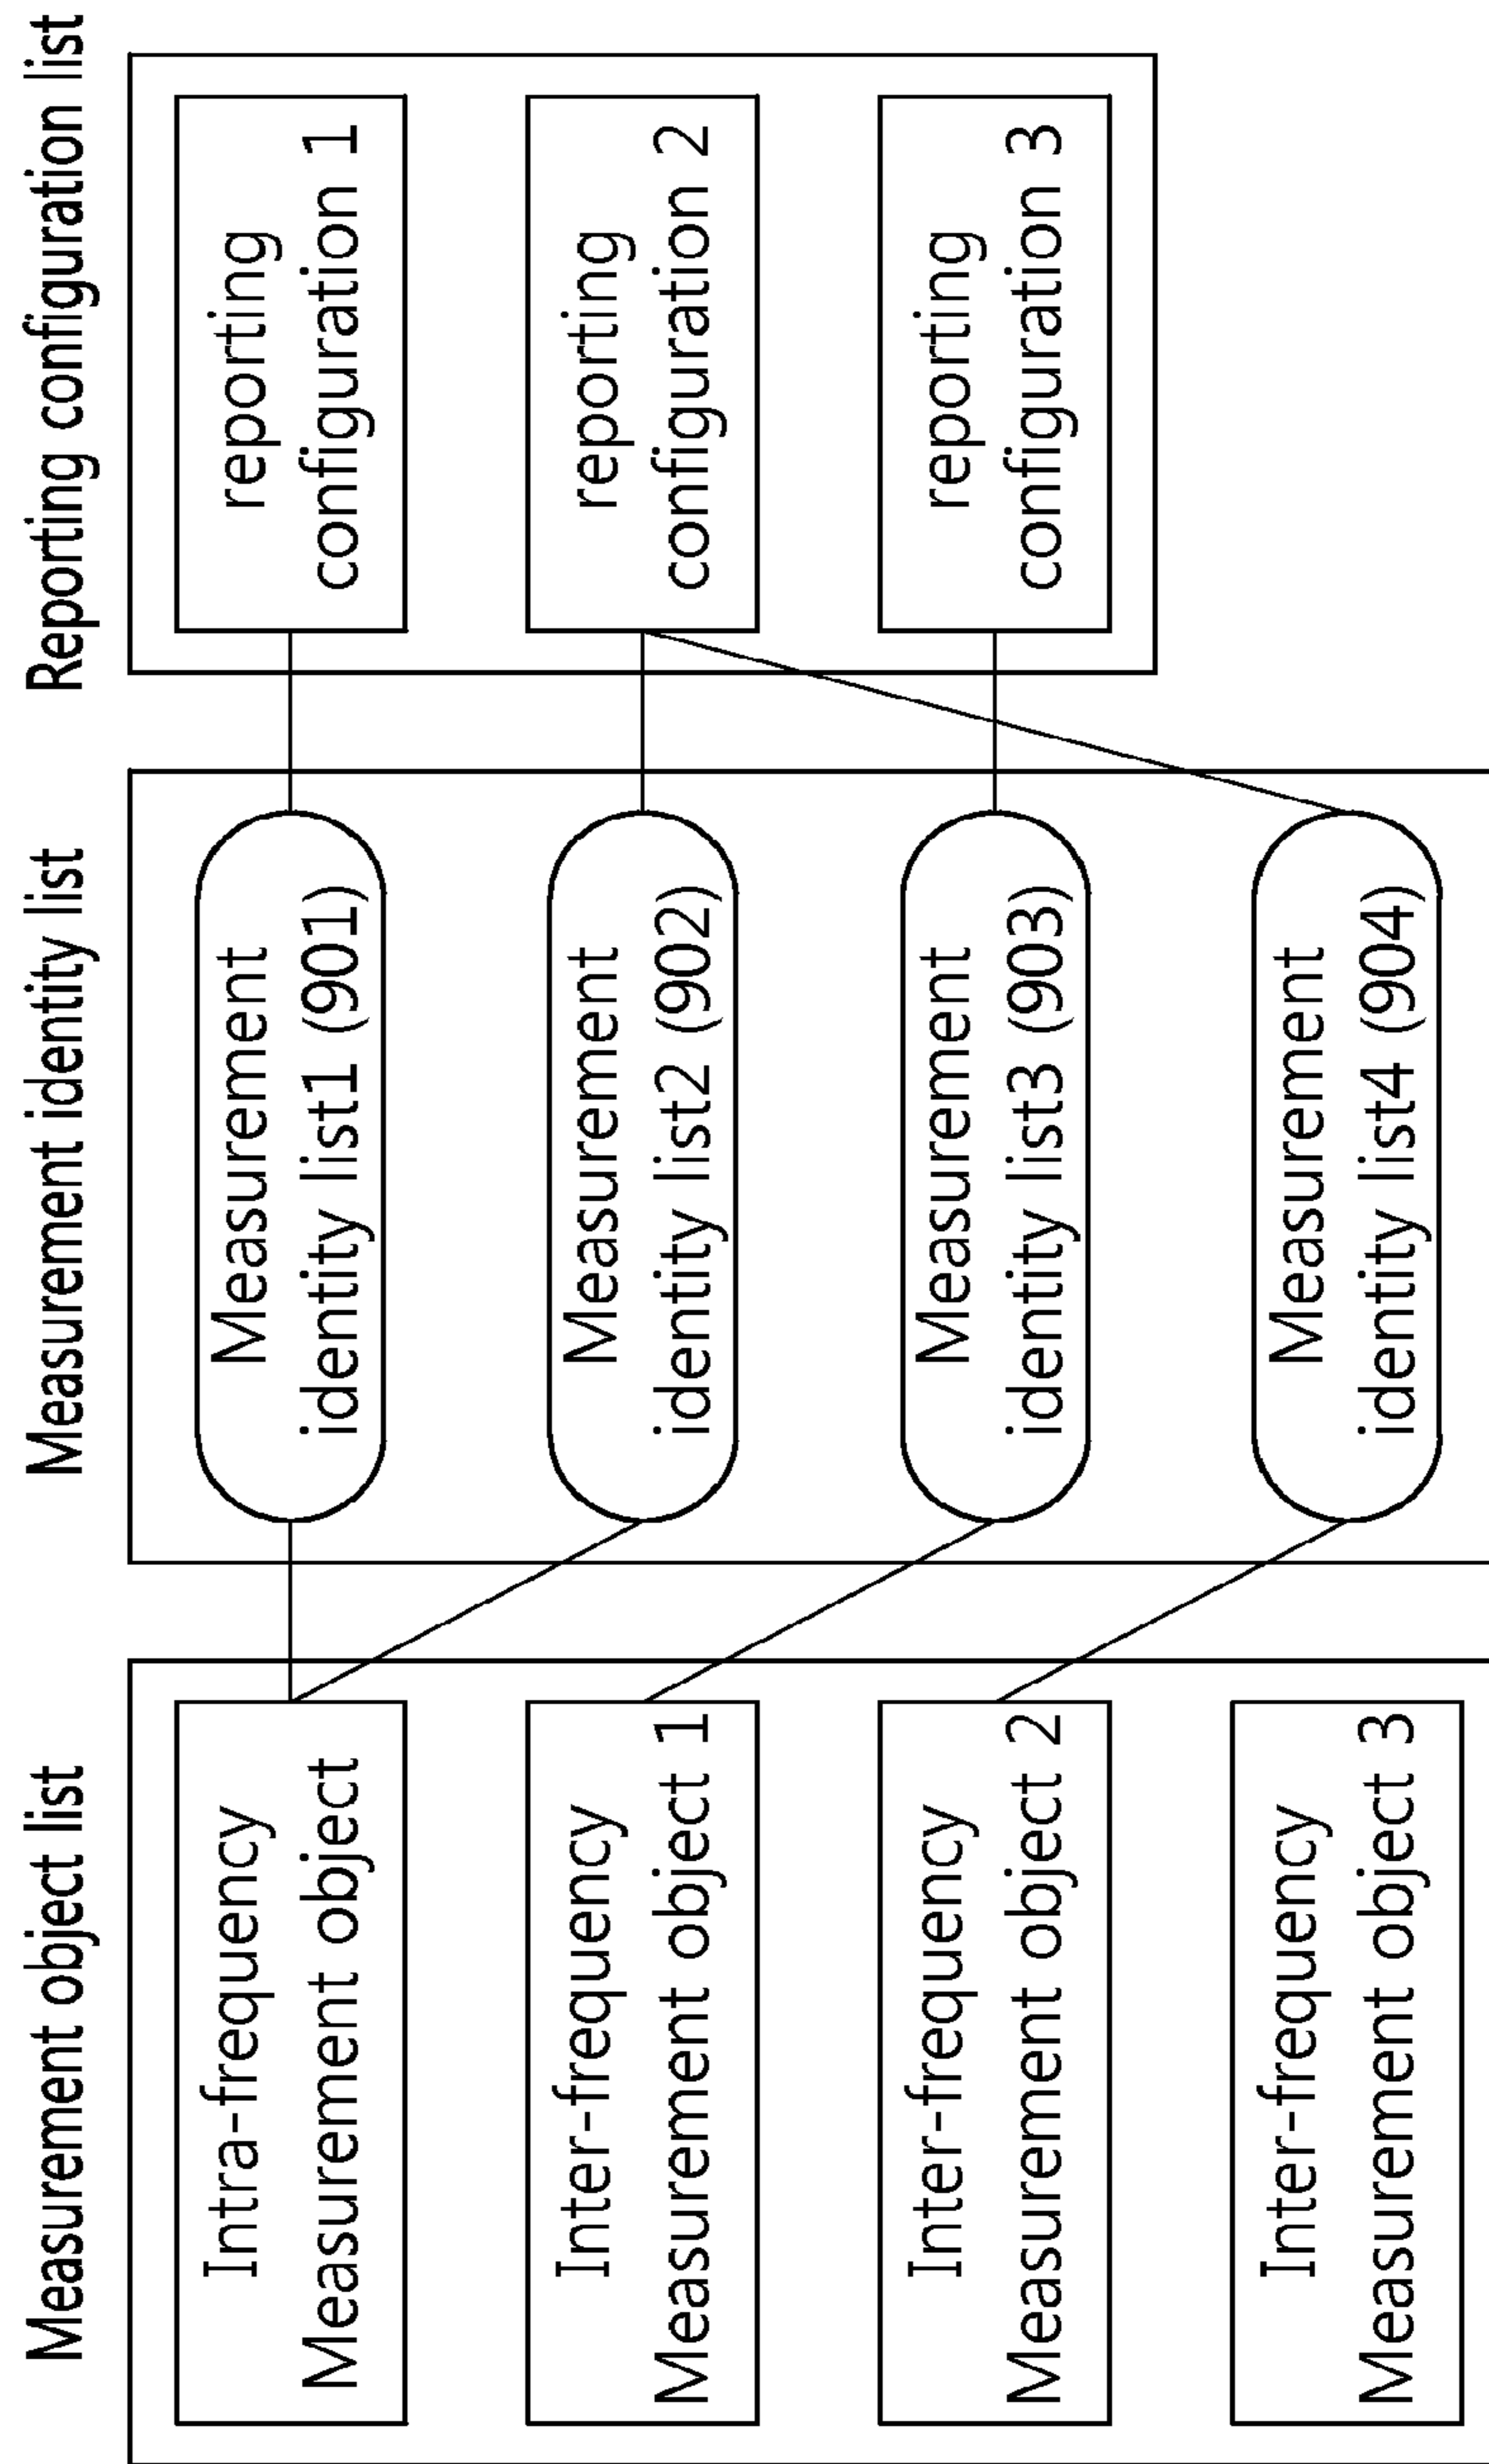 Measurement object list
Measurement identity list
Reporting configuration list
Intra-frequency
Measurement object
Inter-frequency
Measurement object 1
Inter-frequency
Measurement object 2
Inter-frequency
Measurement object 3
Measurement
identity list1 (901)
Measurement
identity list2 (902)
Measurement
identity list3 (903)
Measurement
identity list4 (904)
reporting
configuration 1
reporting
configuration 2
reporting
configuration 3